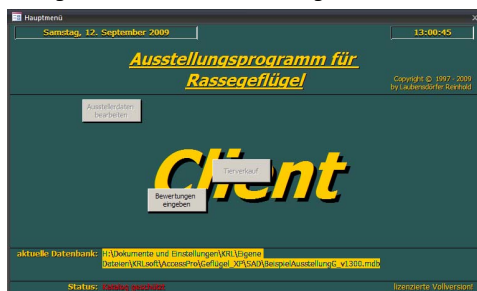 Hauptmenü
Samstag, 12. September 2009
13:00:45
Ausstellungsprogramm für
Rassegeflügel
Copyright © 1997 - 2009
by Laubensdörfer Reinhold
Ausstellerdaten
bearbeiten
Client
Tierverkauf
Bewertungen
eingeben
aktuelle Datenbank: H:\Dokumente und Einstellungen\KRL\Eigene
Dateien\KRLsoft\AccessPro\Geflügel_XP\SAD\BeispielAusstellungG_v1300.mdb
Status:
lizenzierte Vollversion!